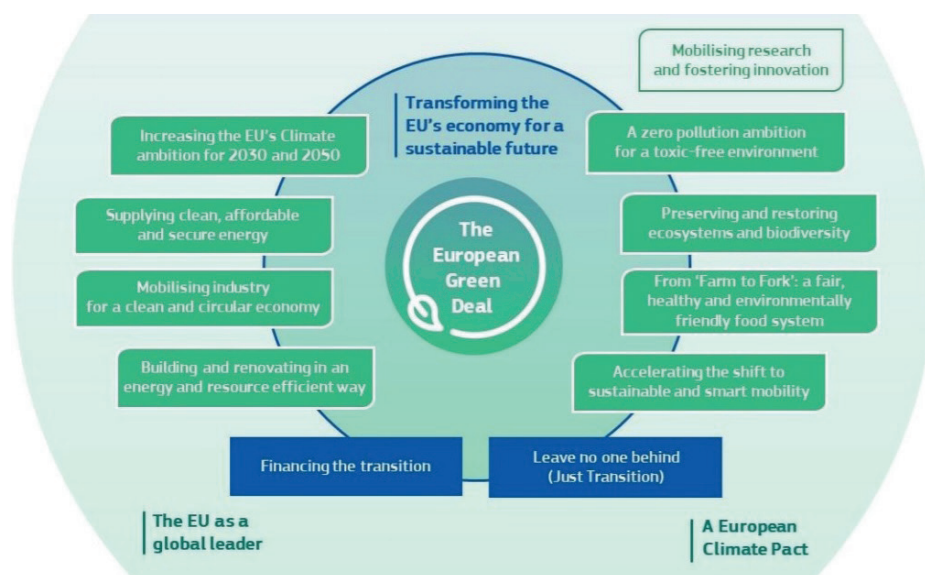 Mobilising research
and fostering innovation
Transforming the
EU's economy for a
sustainable future
Increasing the EU's Climate
ambition for 2030 and 2050
A zero pollution ambition
for a toxic-free environment
Supplying clean, affordable
and secure energy
Preserving and restoring
ecosystems and biodiversity
The
European
Green
Deal
Mobilising industry
for a clean and circular economy
From 'Farm to Fork': a fair,
healthy and environmentally
friendly food system
Building and renovating in an
energy and resource efficient way
Accelerating the shift to
sustainable and smart mobility
Financing the transition
Leave no one behind
(Just Transition)
The EU as a
global leader
A European
Climate Pact